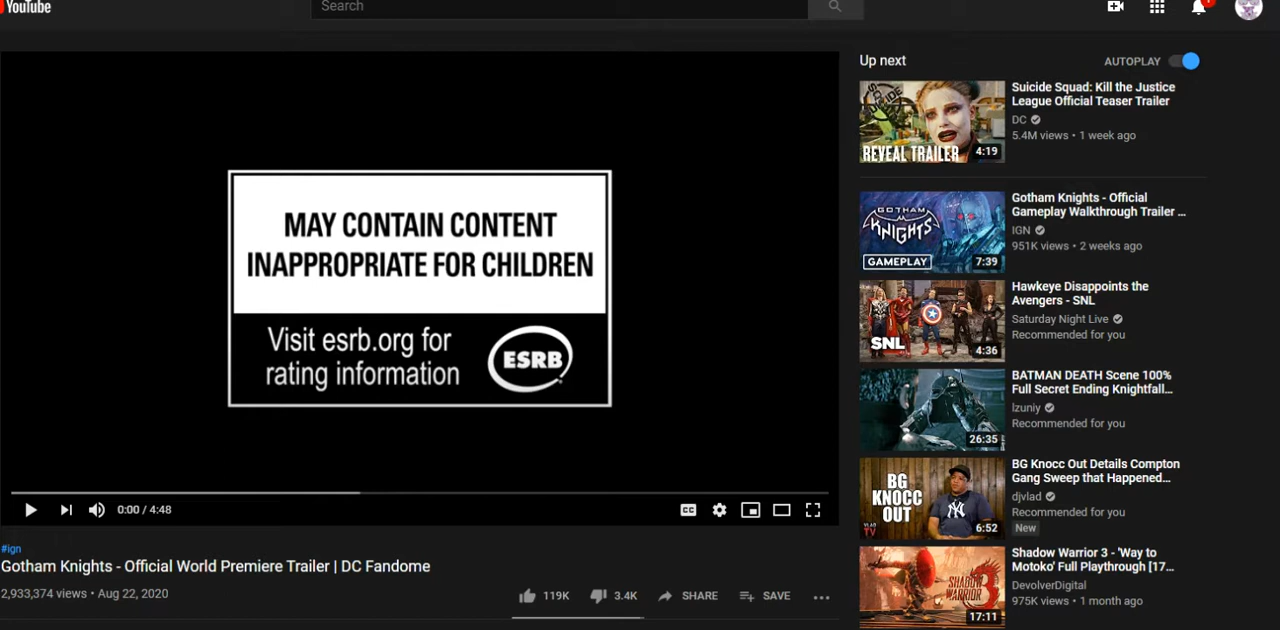 YouTube
Search
MAY CONTAIN CONTENT
INAPPROPRIATE FOR CHILDREN
Visit esrb.org for
rating information
ESRB
0:00 / 4:48
CC
#ign
Gotham Knights - Official World Premiere Trailer | DC Fandome
2,933,374 views • Aug 22, 2020
119K
3.4K
SHARE
SAVE
Up next
AUTOPLAY
REVEAL TRAILER
4:19
Suicide Squad: Kill the Justice
League Official Teaser Trailer
DC
5.4M views • 1 week ago
GOTHAM
KNIGHTS
GAMEPLAY
7:39
Gotham Knights - Official
Gameplay Walkthrough Trailer ...
IGN
951K views • 2 weeks ago
SNL
4:36
Hawkeye Disappoints the
Avengers - SNL
Saturday Night Live
Recommended for you
26:35
BATMAN DEATH Scene 100%
Full Secret Ending Knightfall...
Izuniy
Recommended for you
BG
KNOCC
OUT
VLAD
TV
6:52
BG Knocc Out Details Compton
Gang Sweep that Happened...
djvlad
Recommended for you
New
SHADOW
WARRIOR 3
17:11
Shadow Warrior 3 - 'Way to
Motoko' Full Playthrough [17...
DevolverDigital
975K views • 1 month ago